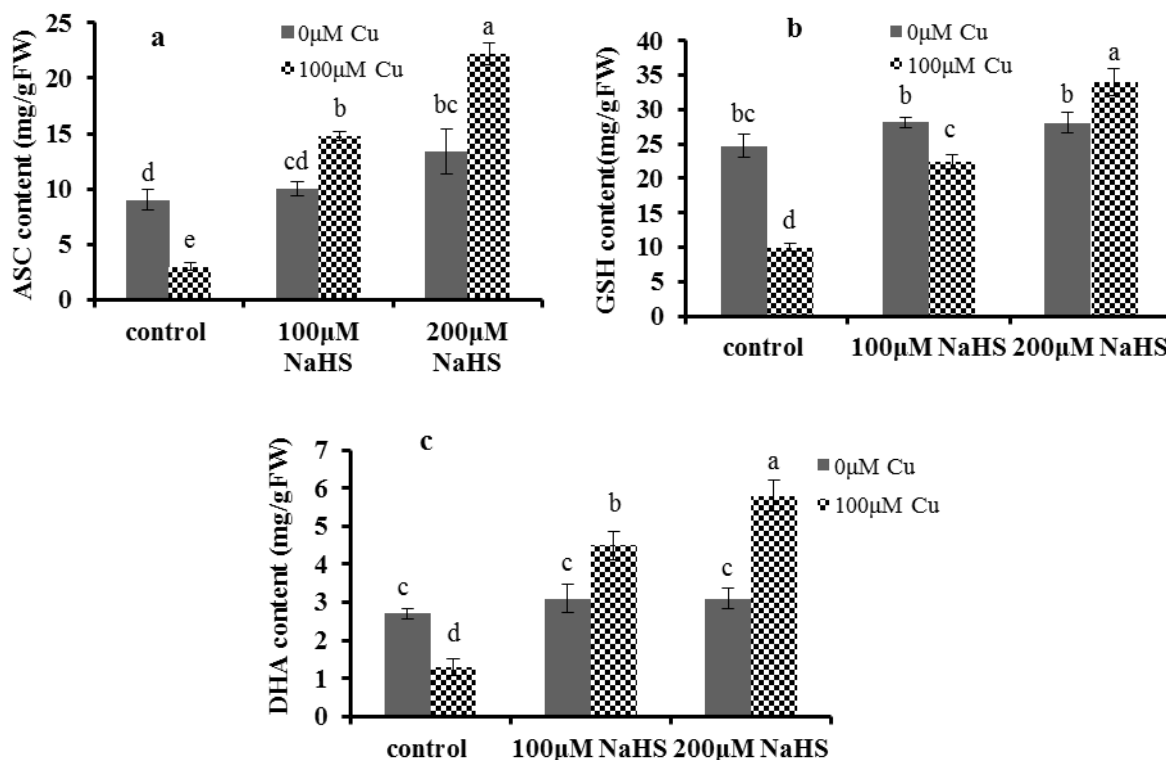 a
0μM Cu
100μM Cu
ASC content (mg/gFW)
25
20
15
10
5
0
d
e
cd
b
bc
a
control
100μM
NaHS
200μM
NaHS
b
0μM Cu
100μM Cu
GSH content(mg/gFW)
40
35
30
25
20
15
10
5
0
bc
d
b
c
b
a
control
100μM NaHS
200μM NaHS
c
0μM Cu
100μM Cu
DHA content (mg/gFW)
7
6
5
4
3
2
1
0
c
d
c
b
c
a
control
100μM NaHS
200μM NaHS